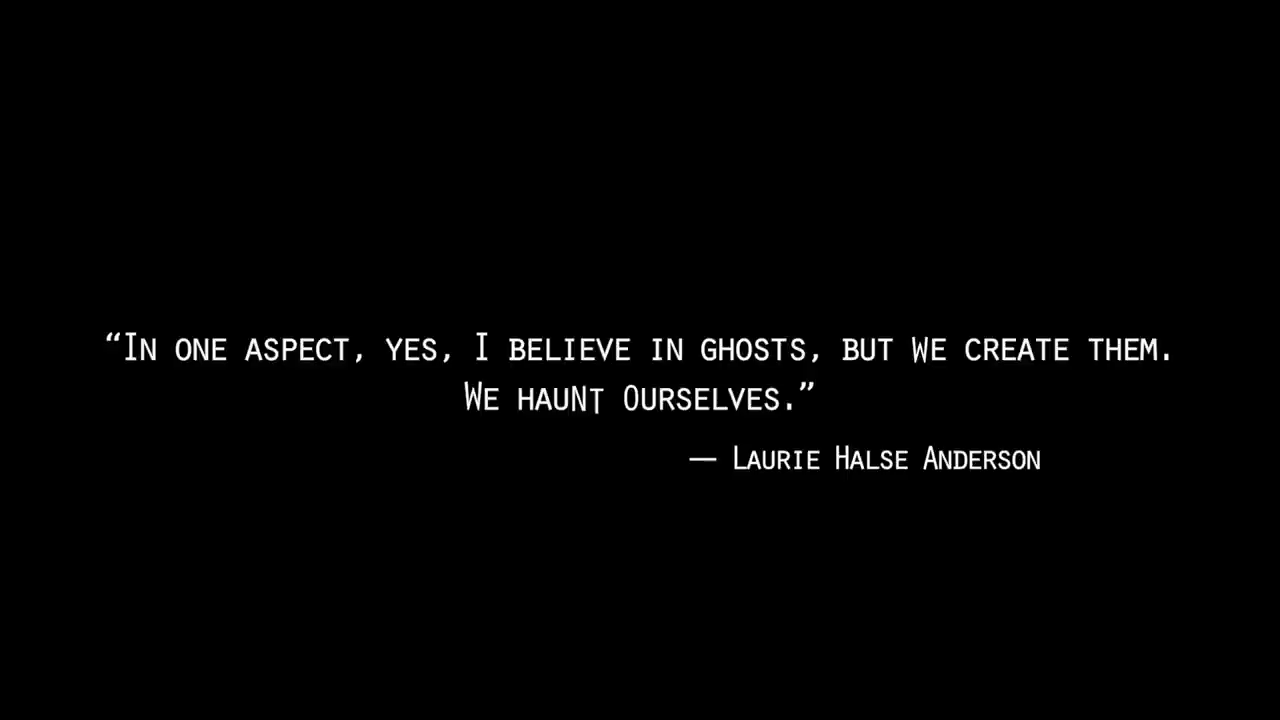 “In one aspect, yes, I believe in ghosts, but we create them.
We haunt ourselves.”
— Laurie Halse Anderson